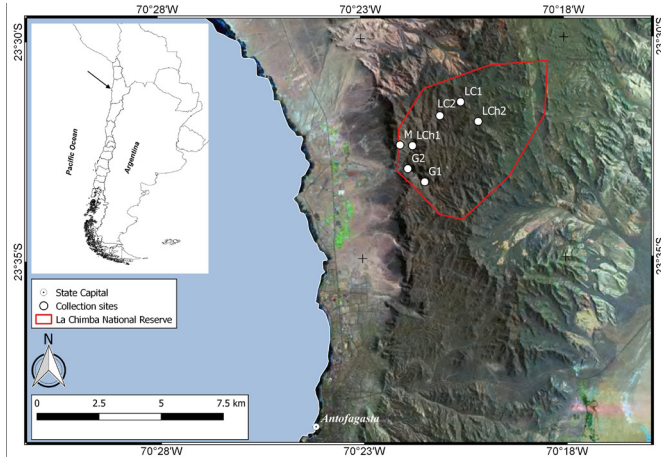 70°28'W 70°23'W 70°18'W
23°30'S
23°30'S
Pacific Ocean
Argentina
LC1
LC2
LCh2
M LCh1
G2
G1
23°35'S
23°35'S
State Capital
Collection sites
La Chimba National Reserve
N
0 2.5 5 7.5 km
Antofagasta
70°28'W 70°23'W 70°18'W